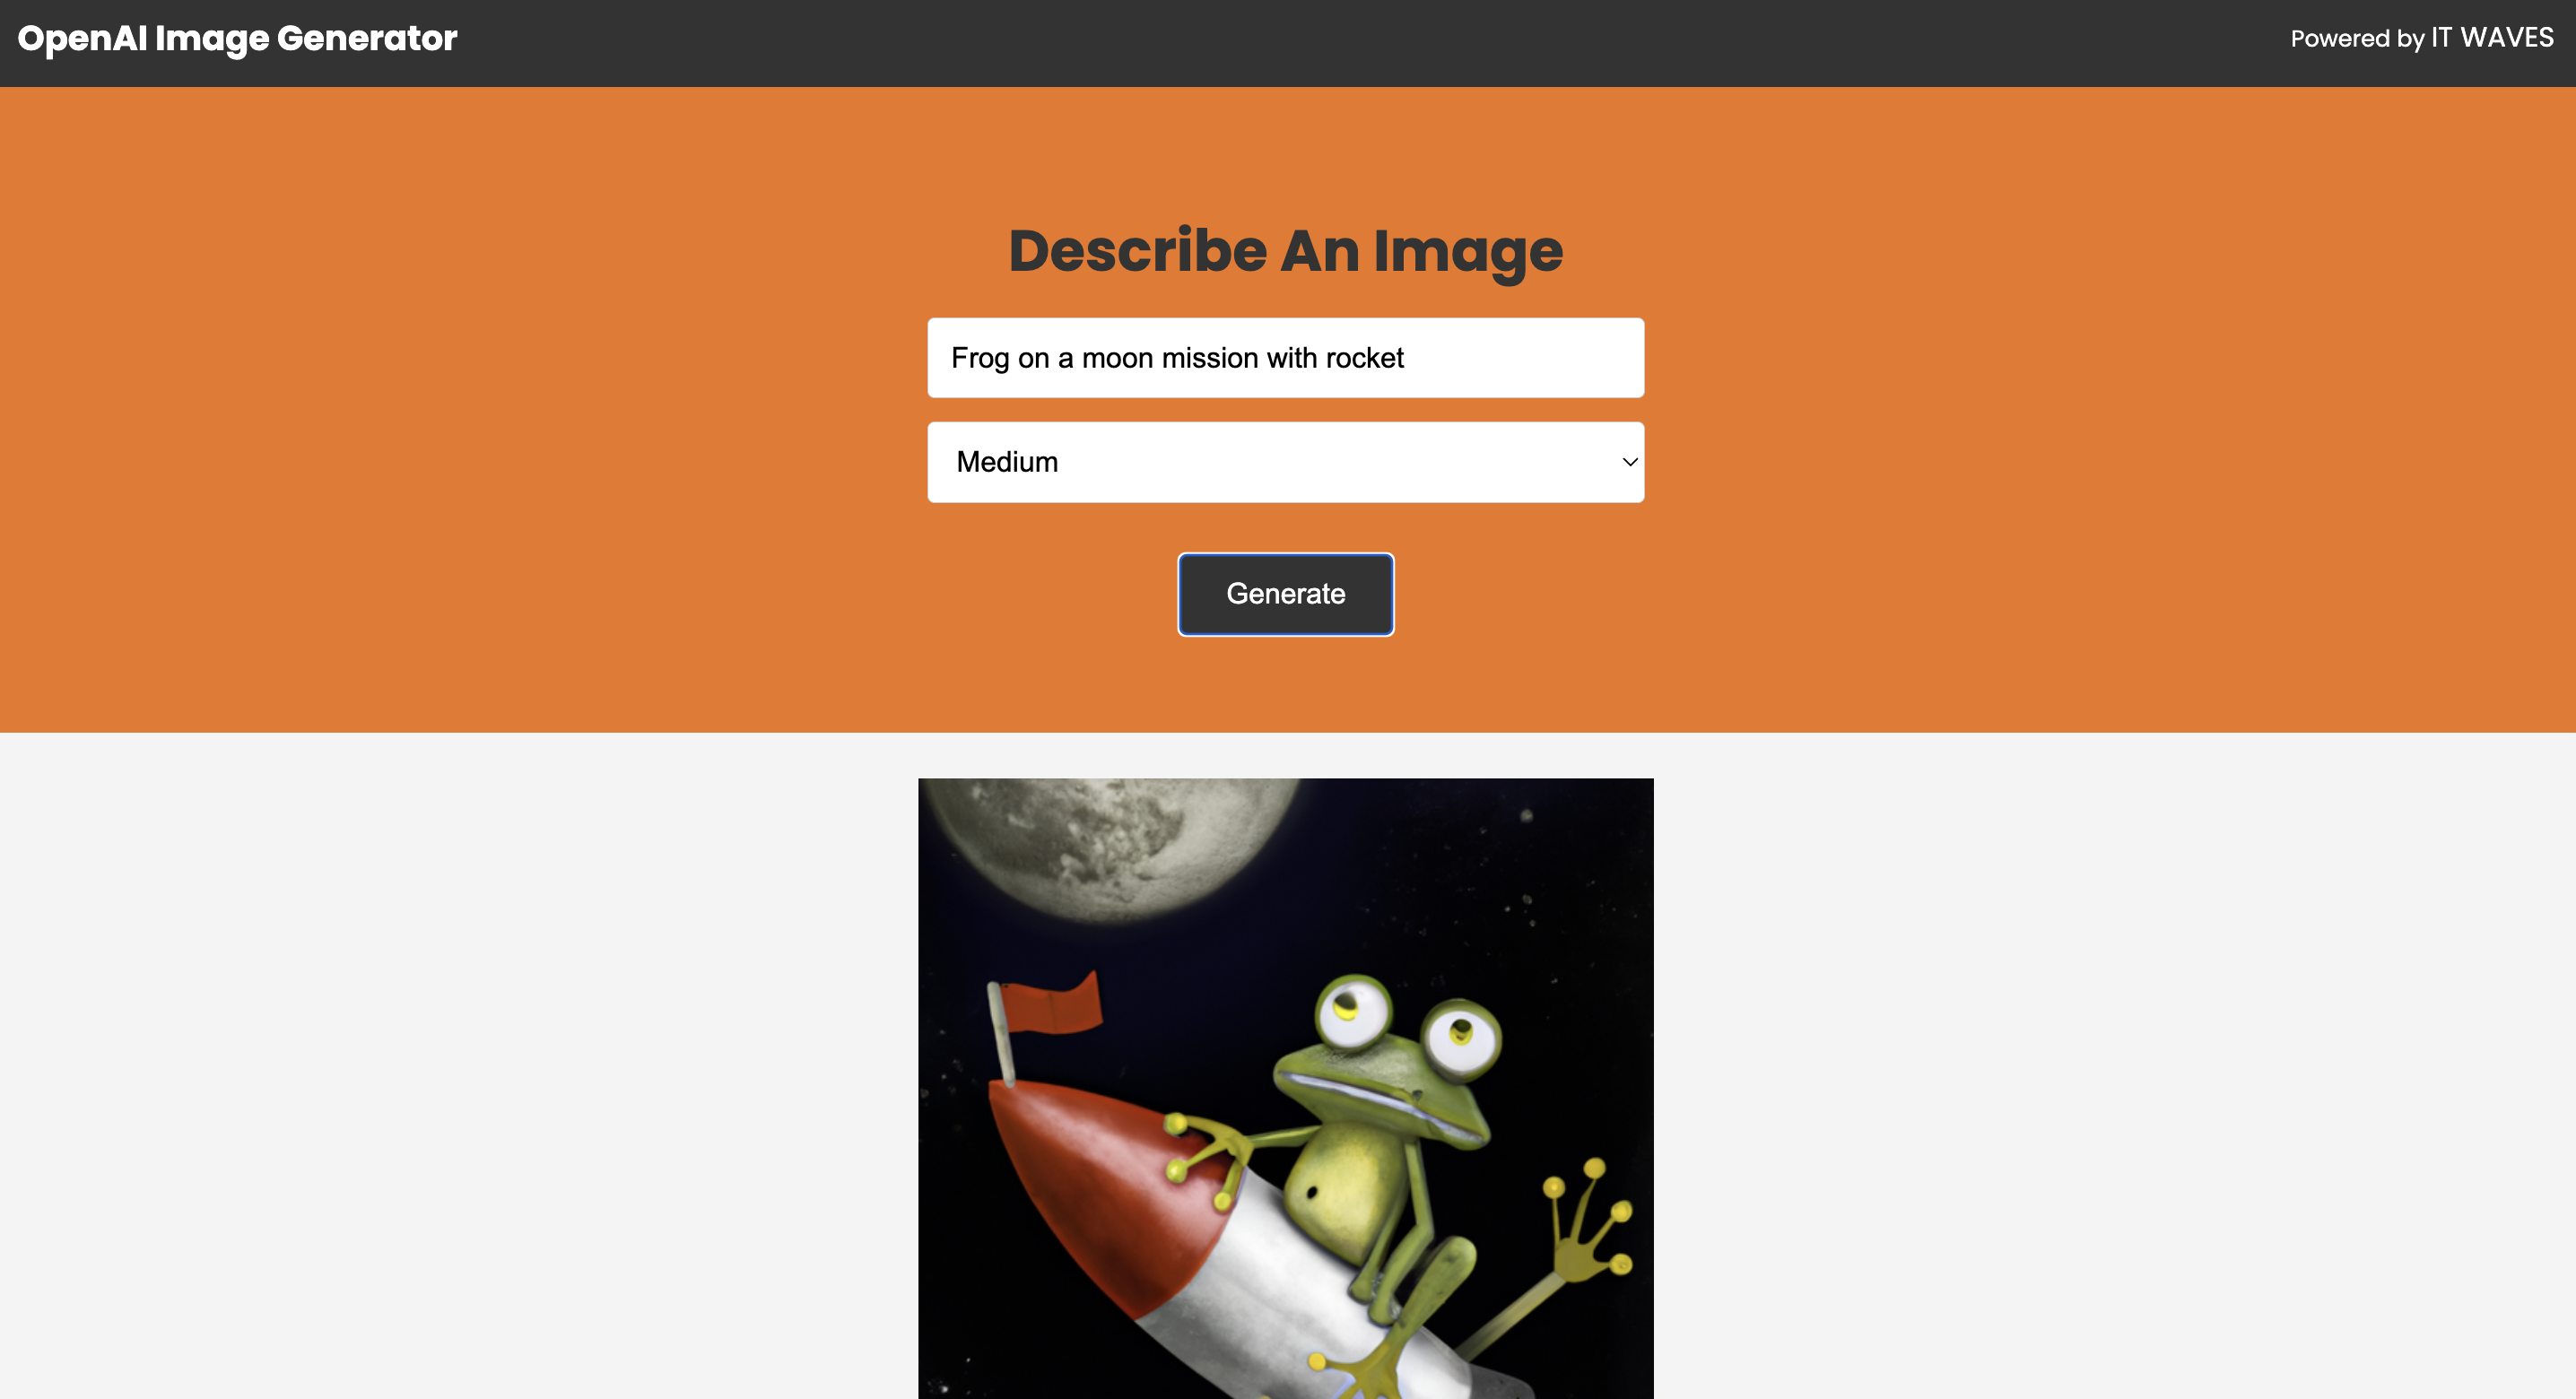 OpenAI Image Generator
Powered by IT WAVES
Describe An Image
Frog on a moon mission with rocket
Medium
Generate